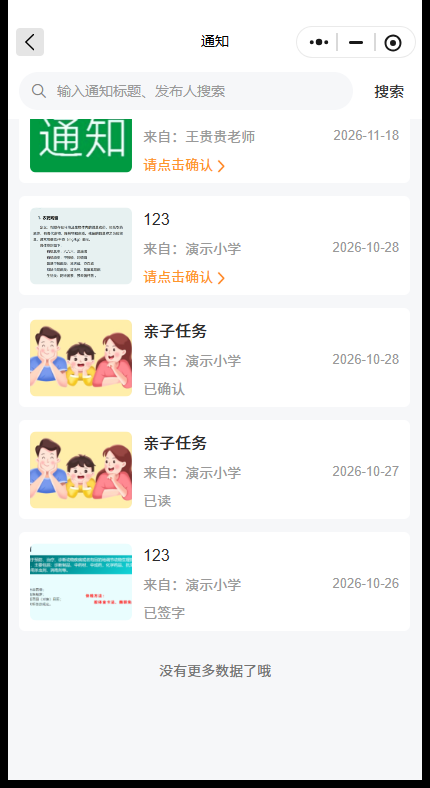 通知
输入通知标题、发布人搜索
搜索
通知
来自：王贵贵老师
2026-11-18
请点击确认
123
来自：演示小学
2026-10-28
请点击确认
亲子任务
来自：演示小学
2026-10-28
已确认
亲子任务
来自：演示小学
2026-10-27
已读
123
来自：演示小学
2026-10-26
已签字
没有更多数据了哦